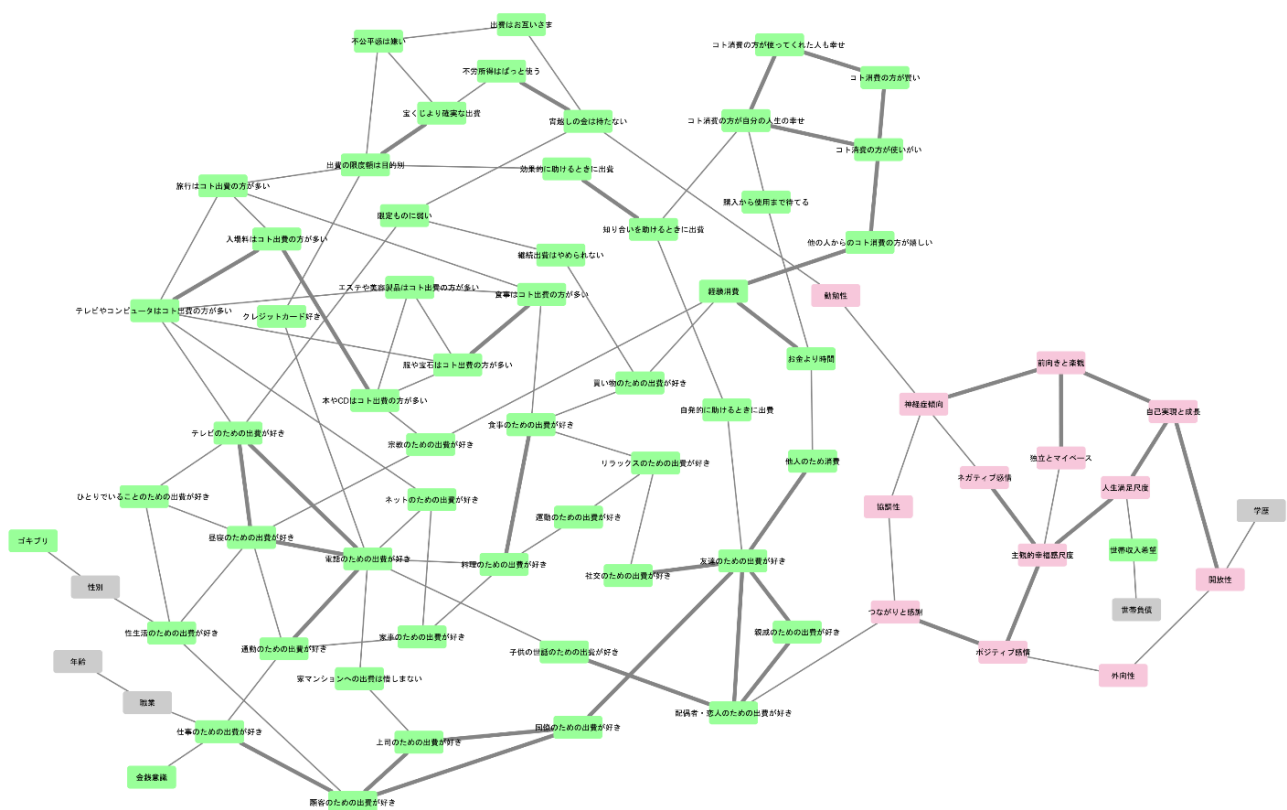 出費はお互いさま
不公平感は嫌い
コト消費の方が使ってくれた人も幸せ
不労所得はぱっと使う
コト消費の方が賢い
宝くじより確実な出費
宵越しの金は持たない
コト消費の方が自分の人生の幸せ
コト消費の方が使いがい
出費の限度額は目的別
効果的に助けるときに出費
旅行はコト出費の方が多い
購入から使用まで待てる
限定ものに弱い
知り合いを助けるときに出費
入場料はコト出費の方が多い
他の人からのコト消費の方が嬉しい
継続出費はやめられない
エステや美容製品はコト出費の方が多い
経験消費
食事はコト出費の方が多い
動勉性
テレビやコンピュータはコト出費の方が多い
クレジットカード好き
お金より時間
服や宝石はコト出費の方が多い
前向きと楽観
買い物のための出費が好き
本やCDはコト出費の方が多い
神経症傾向
自発的に助けるときに出費
自己実現と成長
食事のための出費が好き
テレビのための出費が好き
宗教のための出費が好き
独立とマイペース
リラックスのための出費が好き
他人のため消費
ネガティブ感情
人生満足尺度
ひとりでいることのための出費が好き
ネットのための出費が好き
協調性
学歴
運動のための出費が好き
昼寝のための出費が好き
ゴキブリ
世帯収入希望
主観的幸福感尺度
電話のための出費が好き
友達のための出費が好き
料理のための出費が好き
社交のための出費が好き
開放性
性別
世帯負債
つながりと感謝
性生活のための出費が好き
家事のための出費が好き
親戚のための出費が好き
通勤のための出費が好き
子供の世話のための出費が好き
ポジティブ感情
年齢
外向性
家マンションへの出費は惜しまない
職業
配偶者・恋人のための出費が好き
同僚のための出費が好き
仕事のための出費が好き
上司のための出費が好き
金銭意識
顧客のための出費が好き